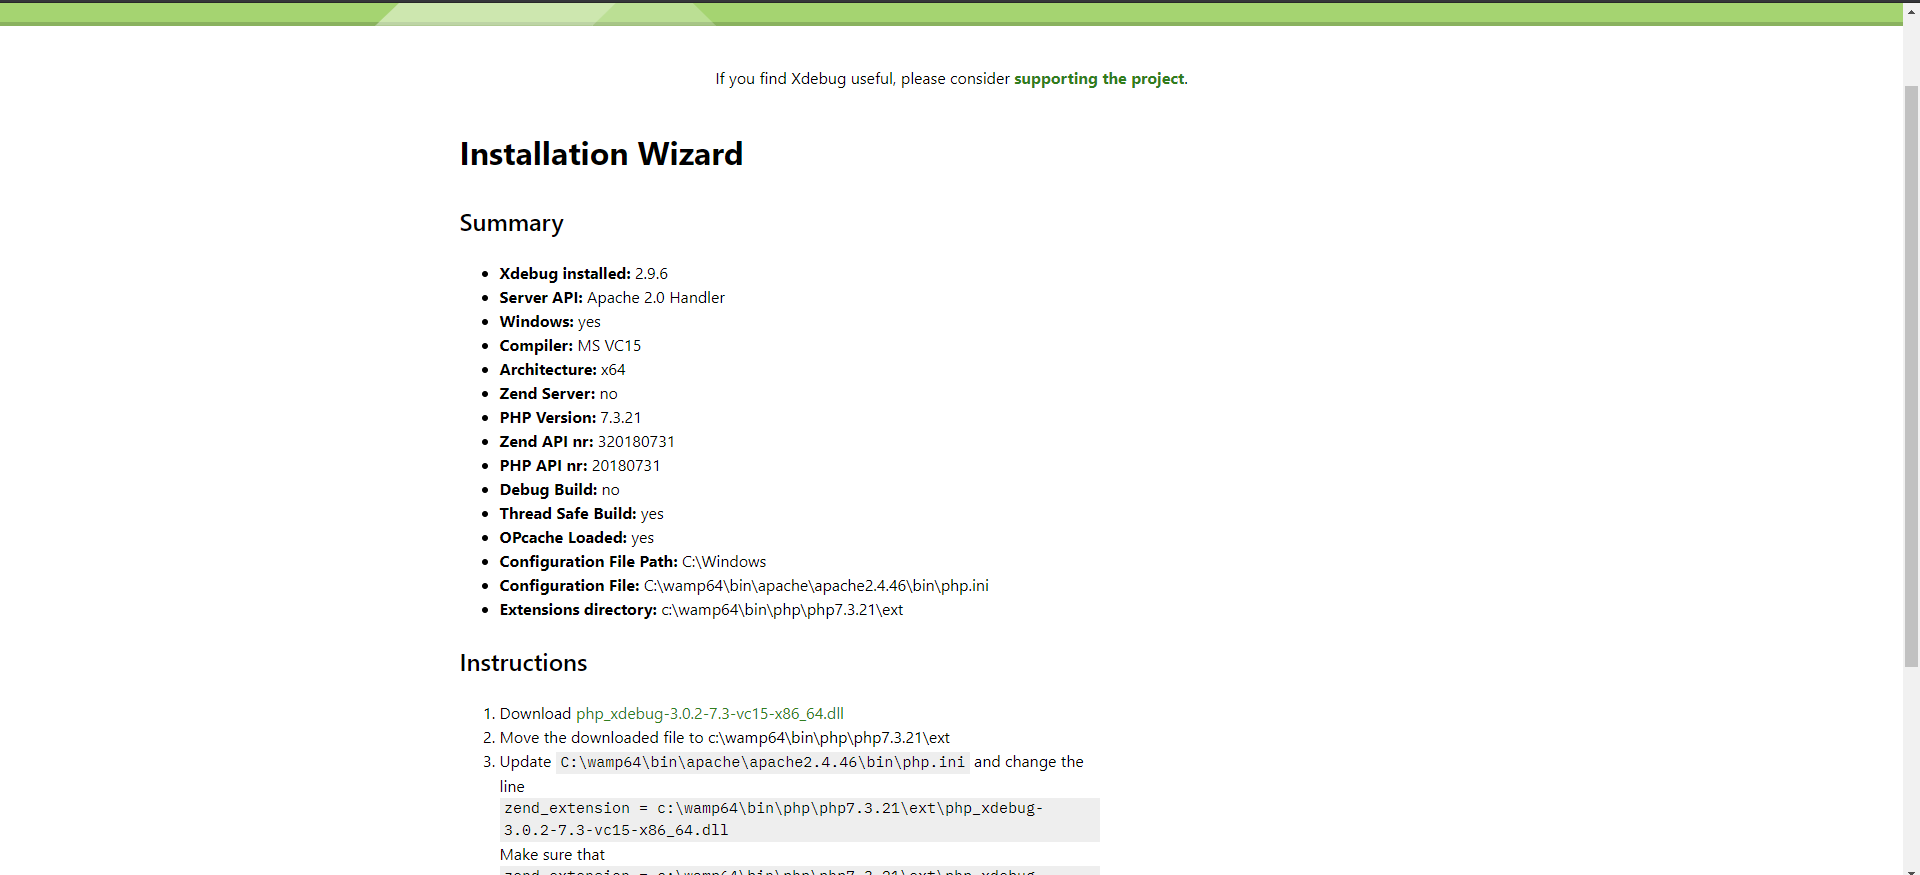 If you find Xdebug useful, please consider supporting the project.
Installation Wizard
Summary
Xdebug installed: 2.9.6
Server API: Apache 2.0 Handler
Windows: yes
Compiler: MS VC15
Architecture: x64
Zend Server: no
PHP Version: 7.3.21
Zend API nr: 320180731
PHP API nr: 20180731
Debug Build: no
Thread Safe Build: yes
OPcache Loaded: yes
Configuration File Path: C:\Windows
Configuration File: C:\wamp64\bin\apache\apache2.4.46\bin\php.ini
Extensions directory: c:\wamp64\bin\php\php7.3.21\ext
Instructions
1. Download php_xdebug-3.0.2-7.3-vc15-x86_64.dll
2. Move the downloaded file to c:\wamp64\bin\php\php7.3.21\ext
3. Update C:\wamp64\bin\apache\apache2.4.46\bin\php.ini and change the
line
zend_extension = c:\wamp64\bin\php\php7.3.21\ext\php_xdebug-
3.0.2-7.3-vc15-x86_64.dll
Make sure that